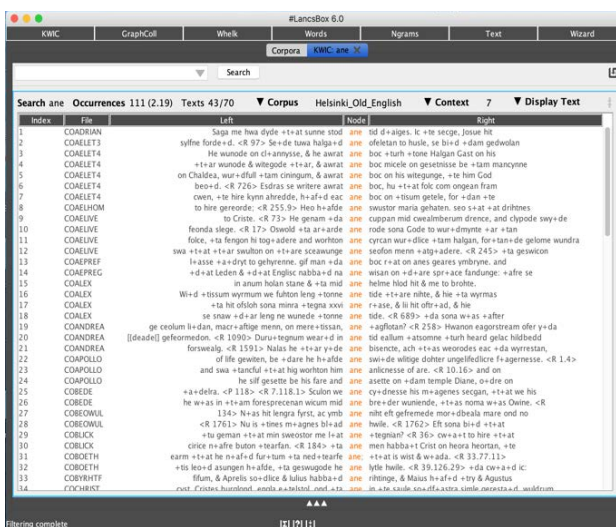 #LancsBox 6.0
KWIC GraphColl Whelk Words Ngrams Text Wizard
Corpora KWIC: ane ✕
Search
Search ane Occurrences 111 (2.19) Texts 43/70 ▼ Corpus Helsinki_Old_English ▼ Context 7 ▼ Display Text
Index File Left Node Right
1 COADRIAN Saga me hwa dyde +t+at sunne stod ane tid d+aiges. Ic +te secge, Josue hit
2 COAELET3 sylfne forde+d. <R 97> Se+de tuwa halga+d ane ofeletan to husle, se bi+d +dam gedwolan
3 COAELET4 He wunode on cl+annysse, & he awrat ane boc +turh +tone Halgan Gast on his
4 COAELET4 +t+ar wunode & witegode +t+ar, & awrat ane boc micele on gesetnisse be +tam mancynne
5 COAELET4 on Chaldea, wur+dfull +tam ciningum, & awrat ane boc on his witegunge, +te him God
6 COAELET4 beo+d. <R 726> Esdras se writere awrat ane boc, hu +t+at folc com ongean fram
7 COAELET4 cwen, +te hire kynn ahredde, h+af+d eac ane boc on +tisum getele, for +dan +te
8 COAELHOM to hire gereorde; <R 255.9> Heo h+afde ane swustor maria gehaten. seo s+at +at drihtnes
9 COAELIVE to Criste. <R 73> He genam +da ane cuppan mid cwealmberum drence, and clypode swy+de
10 COAELIVE feonda slege. <R 17> Oswold +ta ar+arde ane rode sona Gode to wur+dmynte +ar +tan
11 COAELIVE folce, +ta fengon hi tog+adere and worhton ane cyrcan wur+dlice +tam halgan, for+tan+de gelome wundra
12 COAELIVE swa +t+at +t+at wurdon on +t+are sceawunge ane seofon menn +atg+adere. <R 245> +ta geswicon
13 COAEPREF l+asse +a+dryt to gehyrenne. gif man +da ane boc r+at on anes geares ymbryne. and
14 COAEPREG +d+at Leden & +d+at Englisc nabba+d na ane wisan on +d+are spr+ace fandunge: +afre se
15 COALEX in anum holan stane & +ta mid ane helme hlod hit & me to brohte.
16 COALEX Wi+d +tissum wyrmum we fuhton leng +tonne ane tide +t+are nihte, & hie +ta wyrmas
17 COALEX +ta hit ofsloh sona minra +tegna xxvi ane r+ase, & lii hit oftr+ad, & hie
18 COALEX se snaw +d+ar leng ne wunede +tonne ane tide. <R 689> +da sona w+as +after
19 COANDREA ge ceolum li+dan, macr+aftige menn, on mere+tissan, ane +agflotan? <R 258> Hwanon eagorstream ofer y+da
20 COANDREA [[deade]] gefeormedon. <R 1090> Duru+tegnum wear+d in ane tid eallum +atsomne +turh heard gelac hildbedd
21 COANDREA forswealg. <R 1591> Nalas he +t+ar y+de ane bisencte, ach +t+as weorodes eac +da wyrrestan,
22 COAPOLLO of life gewiten, be +dare he h+afde ane swi+de wlitige dohter ungelifedlicre f+agernesse. <R 1.4>
23 COAPOLLO and swa +tancful +t+at hig worhton him ane anlicnesse of are. <R 10.16> and on
24 COAPOLLO he silf gesette be his fare and ane asette on +dam temple Diane, o+dre on
25 COBEDE +a+delra. <P 118> <R 7.118.1> Sculon we ane cy+dnesse his m+agenes secgan, +t+at we his
26 COBEDE he w+as in +t+am foresprecenan wicum mid ane bre+der wuniende, +t+as noma w+as Owine. <R
27 COBEOWUL 134> N+as hit lengra fyrst, ac ymb ane niht eft gefremede mor+dbeala mare ond no
28 COBEOWUL <R 1761> Nu is +tines m+agnes bl+ad ane hwile. <R 1762> Eft sona bi+d +t+at
29 COBLICK +tu geman +t+at min sweostor me l+at ane +tegnian? <R 36> cw+a+t to hire +t+at
30 COBLICK cirice n+afre buton +tearfan. <R 184> +ta ane men habba+t Crist on heora heortan, +te
31 COBOETH earm +t+at he n+af+d fur+tum +ta ned+tearfe ane; +t+at is wist & w+ada. <R 33.77.11>
32 COBOETH +tis leo+d asungen h+afde, +ta geswugode he ane lytle hwile. <R 39.126.29> +da cw+a+d ic:
33 COBYRHTF fifum, & Aprelis so+dlice & Iulius habba+d ane rihtinge, & Maius h+af+d +try & Agustus
34 COCHRIST cyst, Cristes burglond, engla e+telstol, ond +ta ane in +te saule so+df+astra simle geresta+d, wuldrum
▲▲▲
Filtering complete